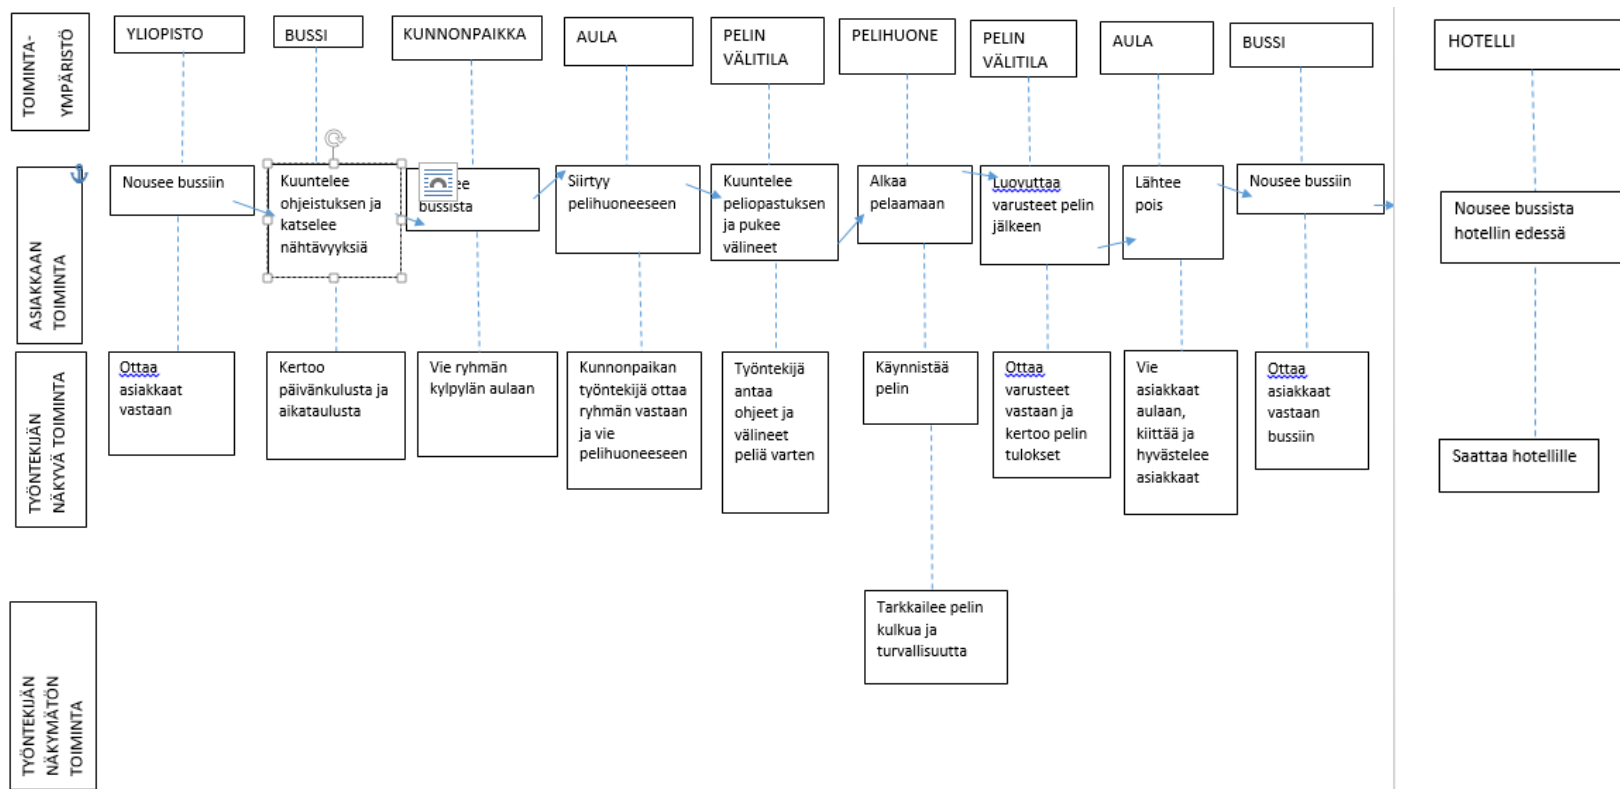 TOIMINTA-
YMPÄRISTÖ
YLIOPISTO
BUSSI
KUNNONPAIKKA
AULA
PELIN
VÄLITILA
PELIHUONE
PELIN
VÄLITILA
AULA
BUSSI
HOTELLI
ASIAKKAAN
TOIMINTA
Nousee bussiin
Kuuntelee
ohjeistuksen ja
katselee
nähtävyyksiä
bussista
Siirtyy
pelihuoneeseen
Kuuntelee
peliopastuksen
ja pukee
välineet
Alkaa
pelaamaan
Luovuttaa
varusteet pelin
jälkeen
Lähtee
pois
Nousee bussiin
Nousee bussista
hotellin edessä
TYÖNTEKIJÄN
NÄKYVÄ TOIMINTA
Ottaa
asiakkaat
vastaan
Kertoo
päivänkulusta ja
aikataulusta
Vie ryhmän
kylpylän aulaan
Kunnonpaikan
työntekijä ottaa
ryhmän vastaan
ja vie
pelihuoneeseen
Työntekijä
antaa
ohjeet ja
välineet
peliä varten
Käynnistää
pelin
Ottaa
varusteet
vastaan ja
kertoo pelin
tulokset
Vie
asiakkaat
aulaan,
kiittää ja
hyvästelee
asiakkaat
Ottaa
asiakkaat
vastaan
bussiin
Saattaa hotellille
TYÖNTEKIJÄN
NÄKYMÄTÖN
TOIMINTA
Tarkkailee pelin
kulkua ja
turvallisuutta